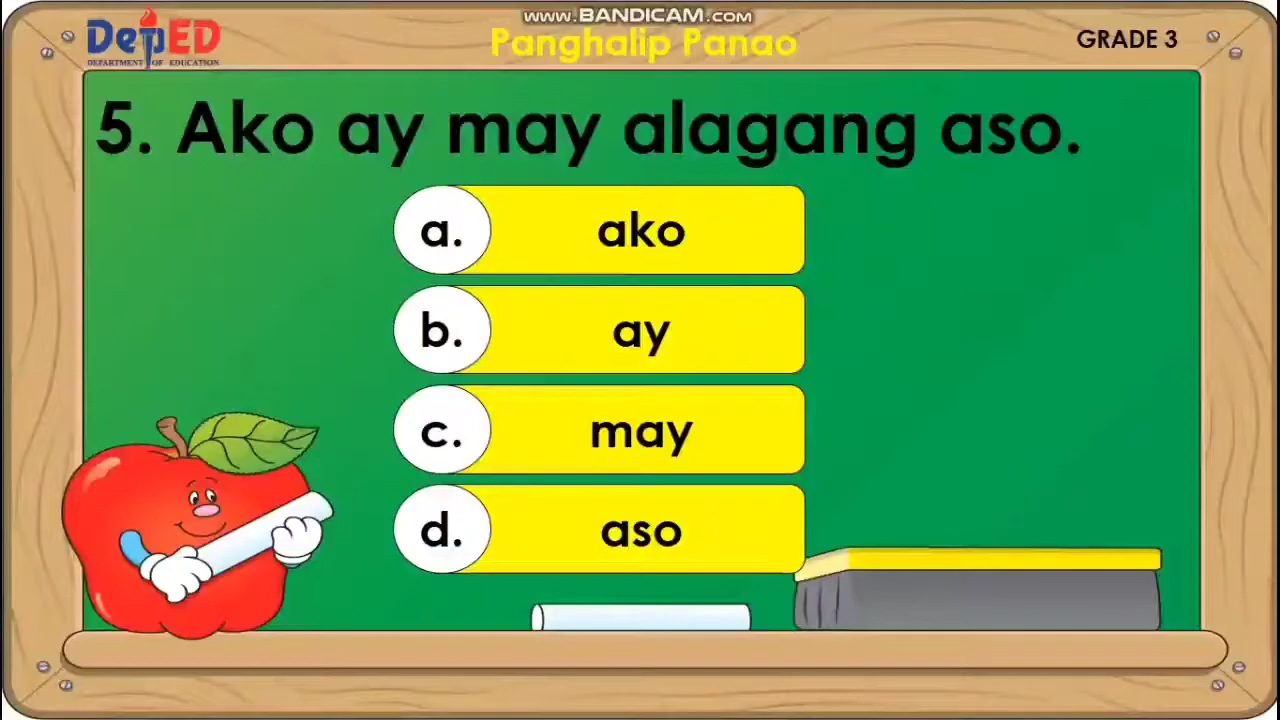 www.BANDICAM.com
DepED
DEPARTMENT OF EDUCATION
Panghalip Panao
GRADE 3
5. Ako ay may alagang aso.
a. ako
b. ay
c. may
d. aso